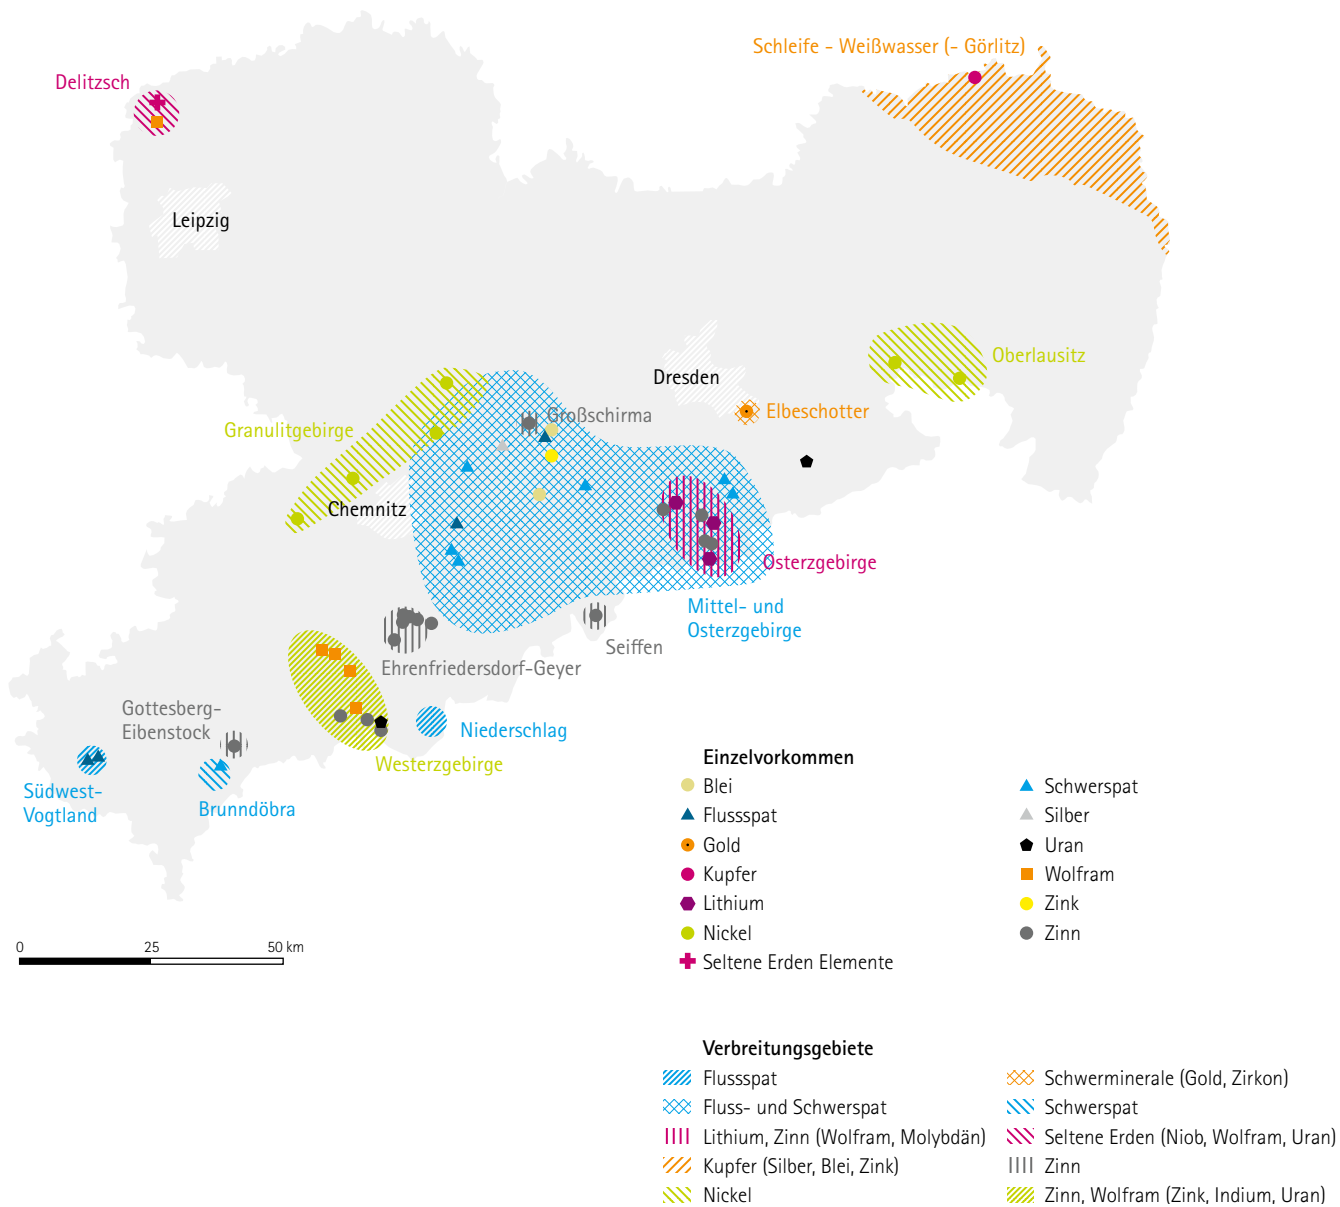 Schleife - Weißwasser (- Görlitz)
Delitzsch
Leipzig
Oberlausitz
Dresden
Elbeschotter
Großschirma
Granulitgebirge
Chemnitz
Osterzgebirge
Mittel- und
Osterzgebirge
Seiffen
Ehrenfriedersdorf-Geyer
Gottesberg-
Eibenstock
Niederschlag
Westerzgebirge
Südwest-
Vogtland
Brunndöbra
0 25 50 km
Einzelvorkommen
Blei
Flussspat
Gold
Kupfer
Lithium
Nickel
Seltene Erden Elemente
Schwerspat
Silber
Uran
Wolfram
Zink
Zinn
Verbreitungsgebiete
Flussspat
Fluss- und Schwerspat
Lithium, Zinn (Wolfram, Molybdän)
Kupfer (Silber, Blei, Zink)
Nickel
Schwerminerale (Gold, Zirkon)
Schwerspat
Seltene Erden (Niob, Wolfram, Uran)
Zinn
Zinn, Wolfram (Zink, Indium, Uran)